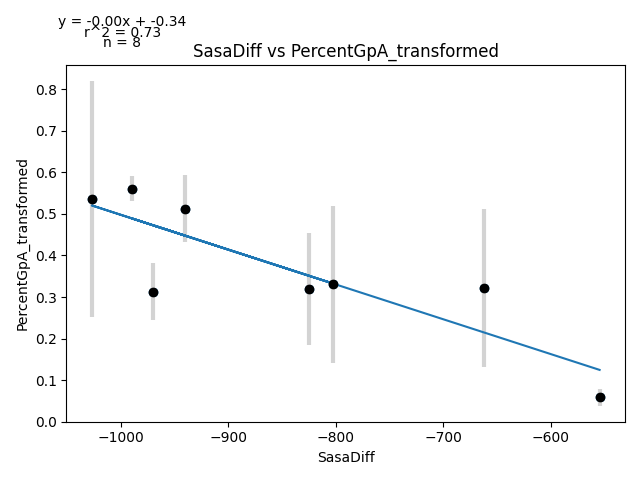 y = -0.00x + -0.34
r^2 = 0.73
n = 8
SasaDiff vs PercentGpA_transformed
PercentGpA_transformed
0.8
0.7
0.6
0.5
0.4
0.3
0.2
0.1
0.0
−1000 −900 −800 −700 −600
SasaDiff